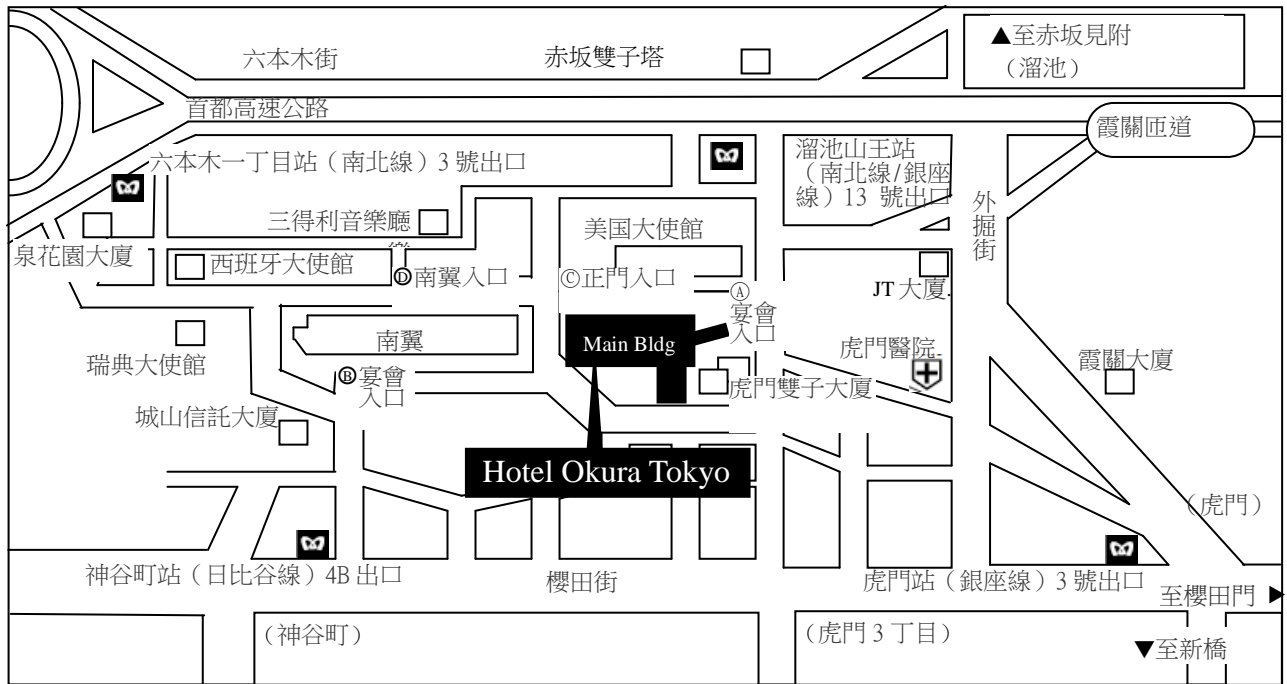 六本木街
赤坂雙子塔
▲至赤坂見附
（溜池）
首都高速公路
霞關匝道
六本木一丁目站（南北線）3 號出口
溜池山王站
（南北線/銀座
線）13 號出口
外
掘
街
三得利音樂廳
美国大使館
泉花園大廈
西班牙大使館
Ⓓ南翼入口
©正門入口
Ⓐ
宴會
入口
JT 大廈
南翼
Main Bldg
瑞典大使館
虎門醫院
霞關大廈
Ⓑ宴會
入口
虎門雙子大廈
城山信託大廈
Hotel Okura Tokyo
（虎門）
神谷町站（日比谷線）4B 出口
櫻田街
虎門站（銀座線）3 號出口
至櫻田門 ▶
（神谷町）
（虎門 3 丁目）
▼至新橋